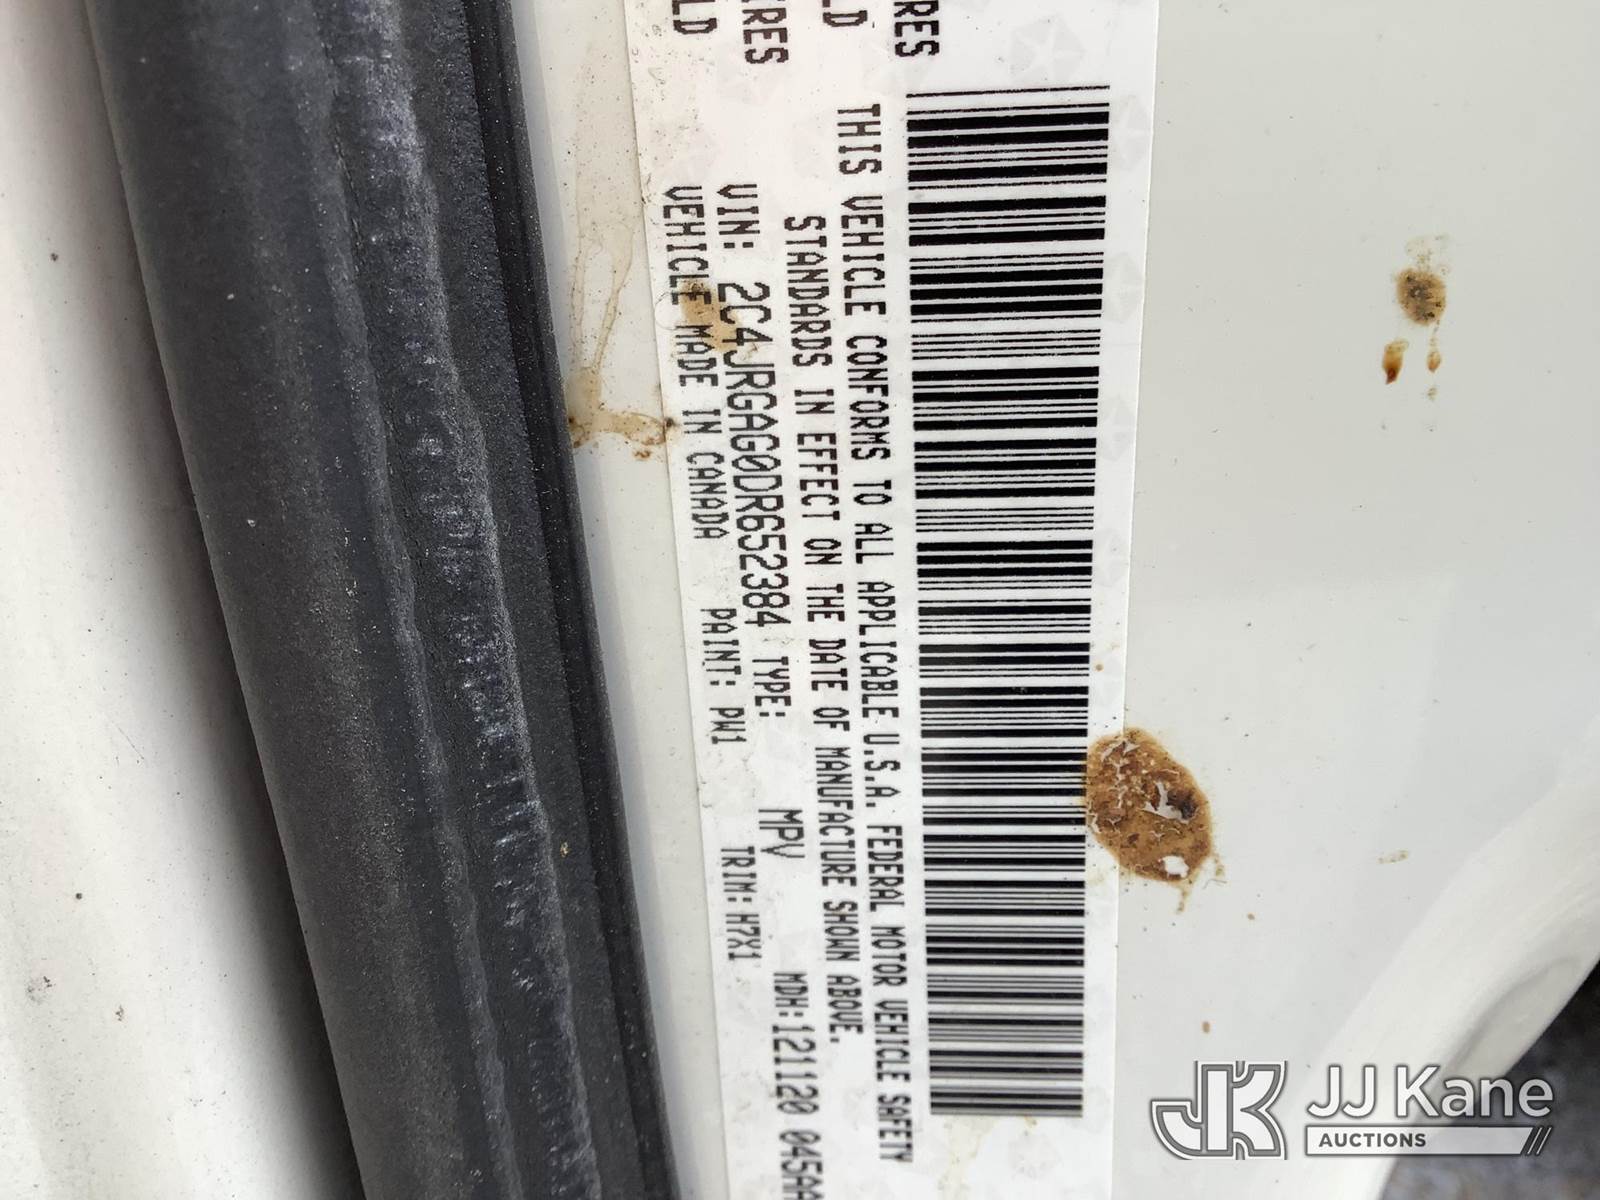 RES
LD
RES
LD
THIS VEHICLE CONFORMS TO ALL APPLICABLE U.S.A. FEDERAL MOTOR VEHICLE SAFETY
STANDARDS IN EFFECT ON THE DATE OF MANUFACTURE SHOWN ABOVE.
VIN: 2C4JRGAG0DR652384 TYPE: MPV MDH:121120 045AA
VEHICLE MADE IN CANADA PAINT: PW1 TRIM: H7X1
JK JJ Kane
AUCTIONS